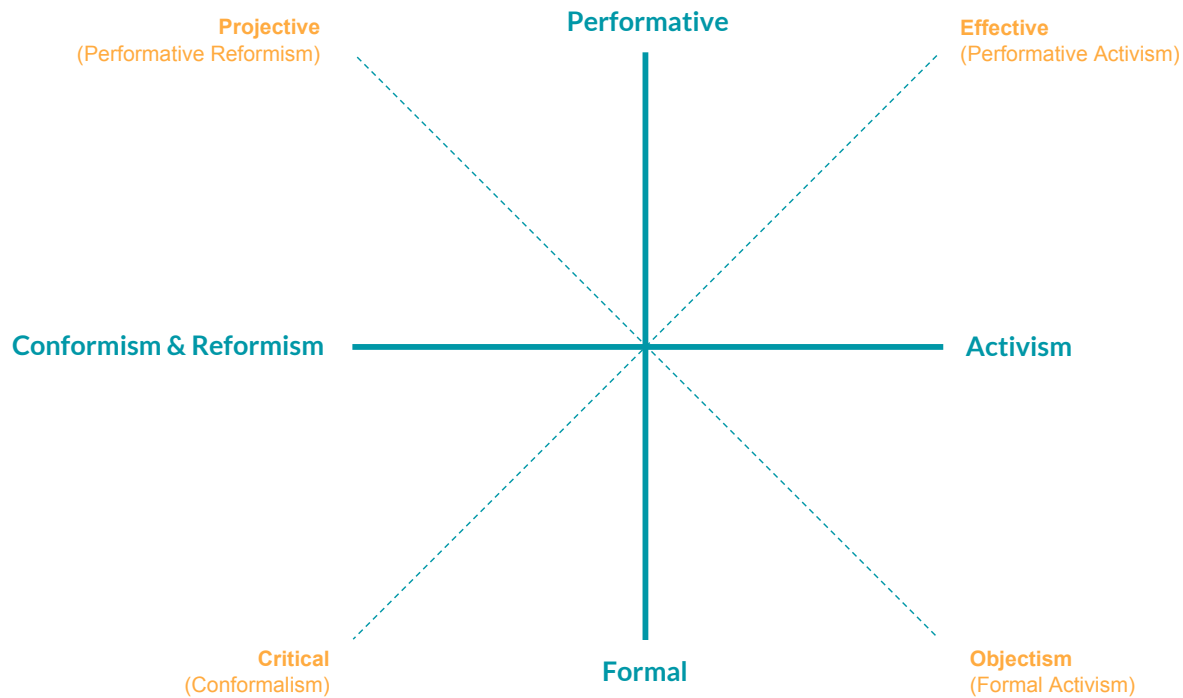 Projective
(Performative Reformism)
Performative
Effective
(Performative Activism)
Conformism & Reformism
Activism
Critical
(Conformalism)
Formal
Objectism
(Formal Activism)